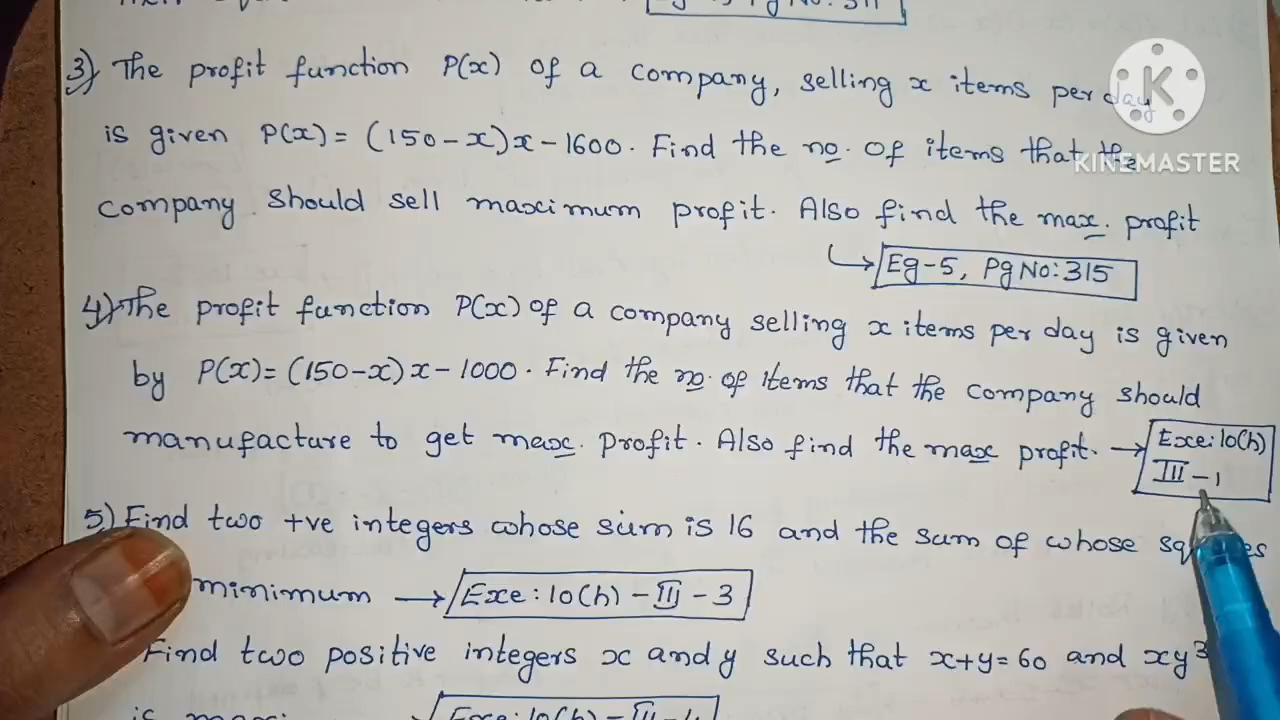 3) The profit function P(x) of a company, selling x items per day
is given P(x) = (150-x)x-1600. Find the no. of items that the
company should sell maximum profit. Also find the max. profit
Eg-5, Pg No: 315
4) The profit function P(x) of a company selling x items per day is given
by P(x) = (150-x)x-1000. Find the no. of items that the company should
manufacture to get max. profit. Also find the max profit.
Exe: 10(h)
III - 1
5) Find two +ve integers whose sum is 16 and the sum of whose
minimum → Exe: 10(h) - II - 3
Find two positive integers x and y such that x+y=60 and xy³
is
K
KINEMASTER